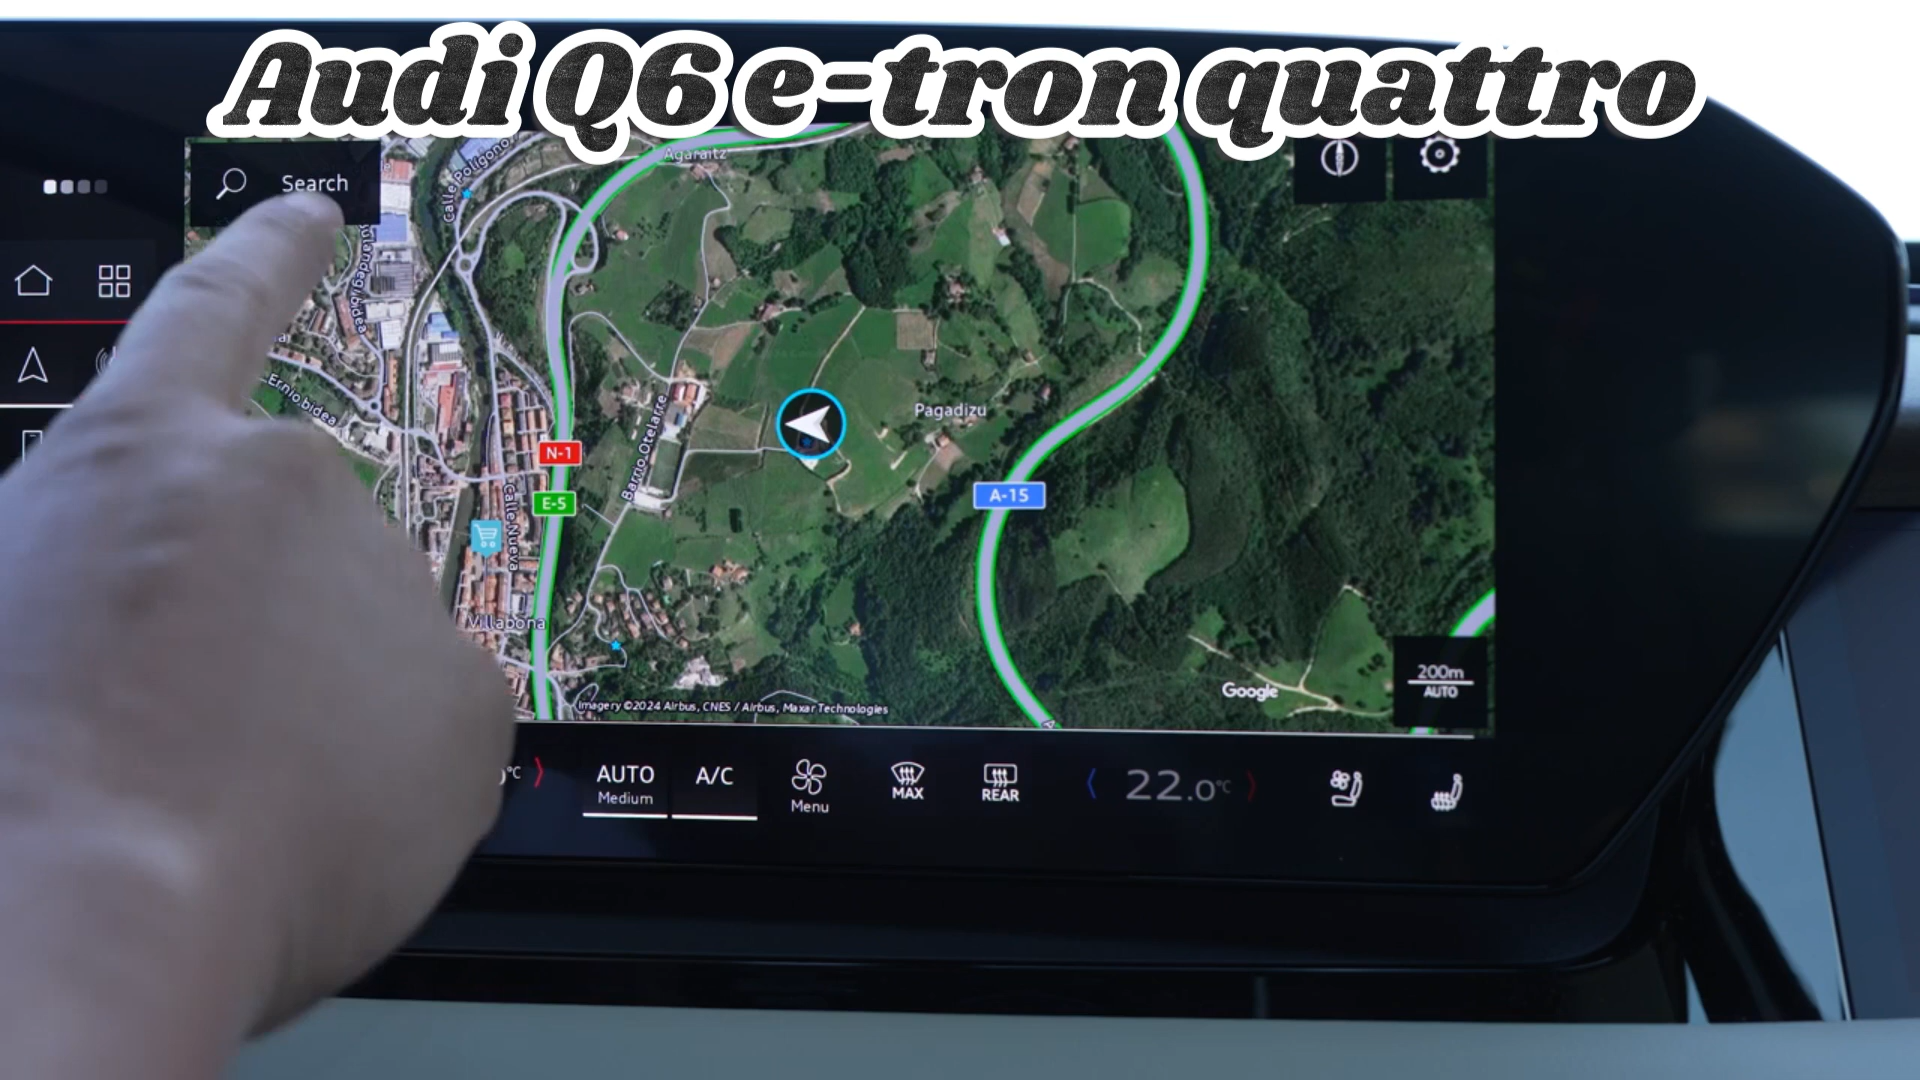 Audi Q6 e-tron quattro
Search
Calle Polígono
Agaraitz
Ernio bidea
Barrio Otelarre
Pagadizu
N-1
E-5
A-15
Calle Nueva
Villabona
Google
200m
AUTO
Imagery ©2024 Airbus, CNES / Airbus, Maxar Technologies
°C
AUTO
Medium
A/C
Menu
MAX
REAR
22.0°C